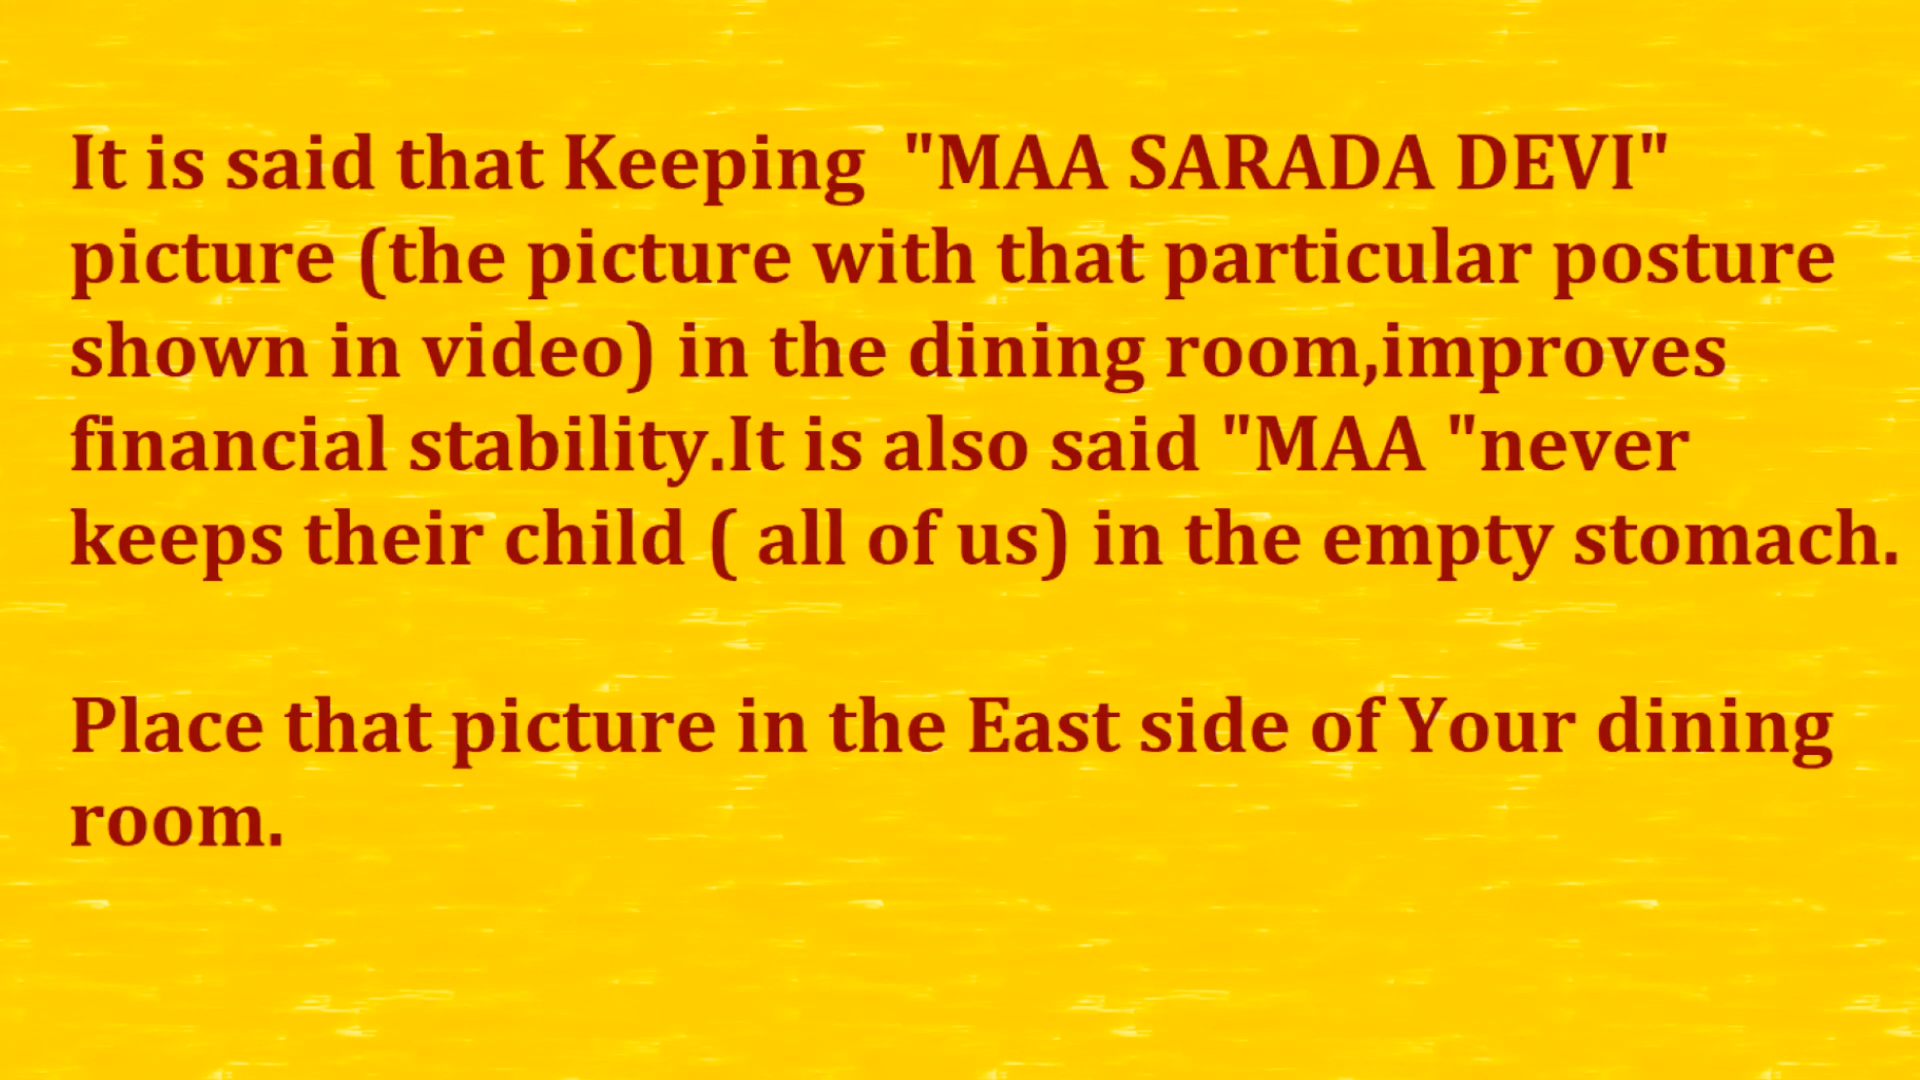 It is said that Keeping  "MAA SARADA DEVI"
picture (the picture with that particular posture
shown in video) in the dining room,improves
financial stability.It is also said "MAA "never
keeps their child ( all of us) in the empty stomach.
Place that picture in the East side of Your dining
room.